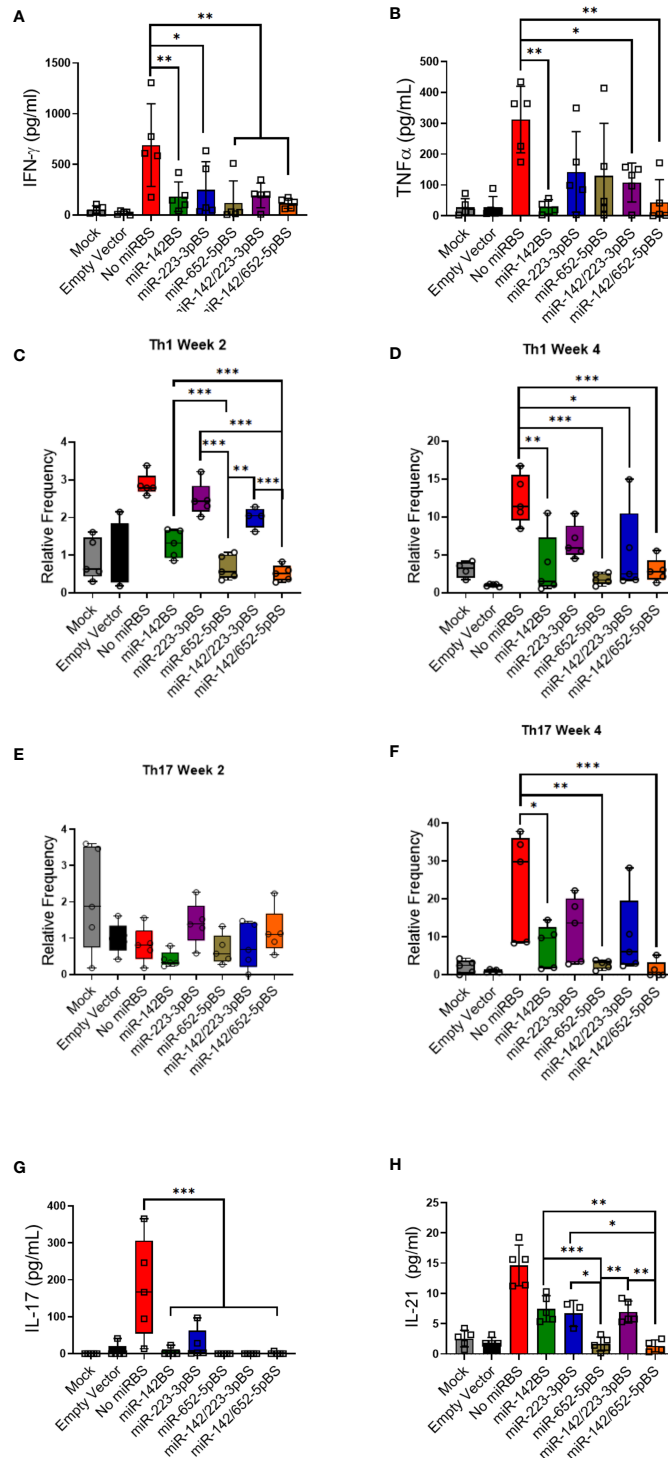 A
**
*
**
IFN-γ (pg/ml)
1500
1000
500
0
Mock
Empty Vector
No miRBS
miR-142BS
miR-223-3pBS
miR-652-5pBS
miR-142/223-3pBS
miR-142/652-5pBS
B
**
*
**
TNFα (pg/mL)
500
400
300
200
100
0
Mock
Empty Vector
No miRBS
miR-142BS
miR-223-3pBS
miR-652-5pBS
miR-142/223-3pBS
miR-142/652-5pBS
C
Th1 Week 2
***
***
***
***
**
***
Relative Frequency
4
3
2
1
0
Mock
Empty Vector
No miRBS
miR-142BS
miR-223-3pBS
miR-652-5pBS
miR-142/223-3pBS
miR-142/652-5pBS
D
Th1 Week 4
***
*
***
**
Relative Frequency
20
15
10
5
0
Mock
Empty Vector
No miRBS
miR-142BS
miR-223-3pBS
miR-652-5pBS
miR-142/223-3pBS
miR-142/652-5pBS
E
Th17 Week 2
Relative Frequency
4
3
2
1
0
Mock
Empty Vector
No miRBS
miR-142BS
miR-223-3pBS
miR-652-5pBS
miR-142/223-3pBS
miR-142/652-5pBS
F
Th17 Week 4
***
**
*
Relative Frequency
40
30
20
10
0
Mock
Empty Vector
No miRBS
miR-142BS
miR-223-3pBS
miR-652-5pBS
miR-142/223-3pBS
miR-142/652-5pBS
G
***
IL-17 (pg/mL)
400
300
200
100
0
Mock
Empty Vector
No miRBS
miR-142BS
miR-223-3pBS
miR-652-5pBS
miR-142/223-3pBS
miR-142/652-5pBS
H
**
*
***
*
**
**
IL-21 (pg/ml)
25
20
15
10
5
0
Mock
Empty Vector
No miRBS
miR-142BS
miR-223-3pBS
miR-652-5pBS
miR-142/223-3pBS
miR-142/652-5pBS